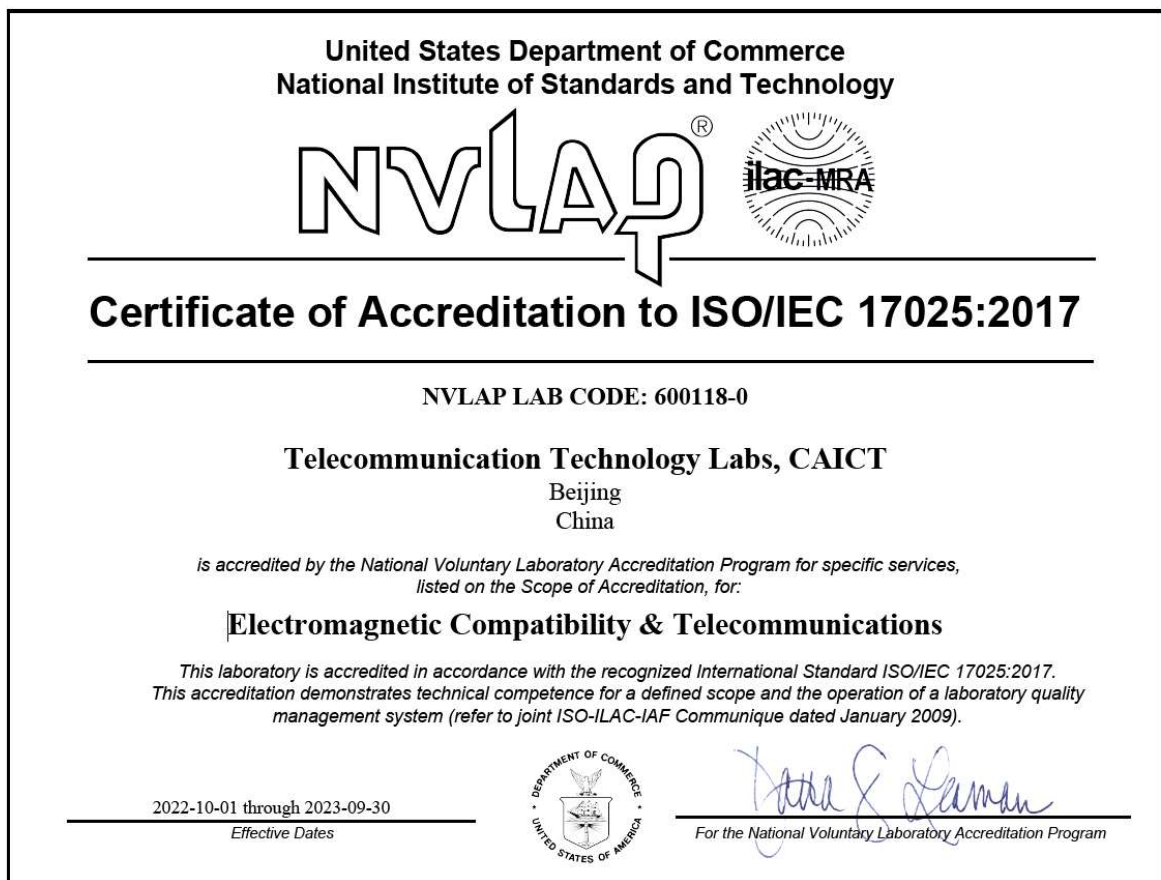 United States Department of Commerce
National Institute of Standards and Technology
NVLAP®
ilac-MRA
Certificate of Accreditation to ISO/IEC 17025:2017
NVLAP LAB CODE: 600118-0
Telecommunication Technology Labs, CAICT
Beijing
China
is accredited by the National Voluntary Laboratory Accreditation Program for specific services,
listed on the Scope of Accreditation, for:
Electromagnetic Compatibility & Telecommunications
This laboratory is accredited in accordance with the recognized International Standard ISO/IEC 17025:2017.
This accreditation demonstrates technical competence for a defined scope and the operation of a laboratory quality
management system (refer to joint ISO-ILAC-IAF Communique dated January 2009).
2022-10-01 through 2023-09-30
Effective Dates
DEPARTMENT OF COMMERCE
UNITED STATES OF AMERICA
For the National Voluntary Laboratory Accreditation Program